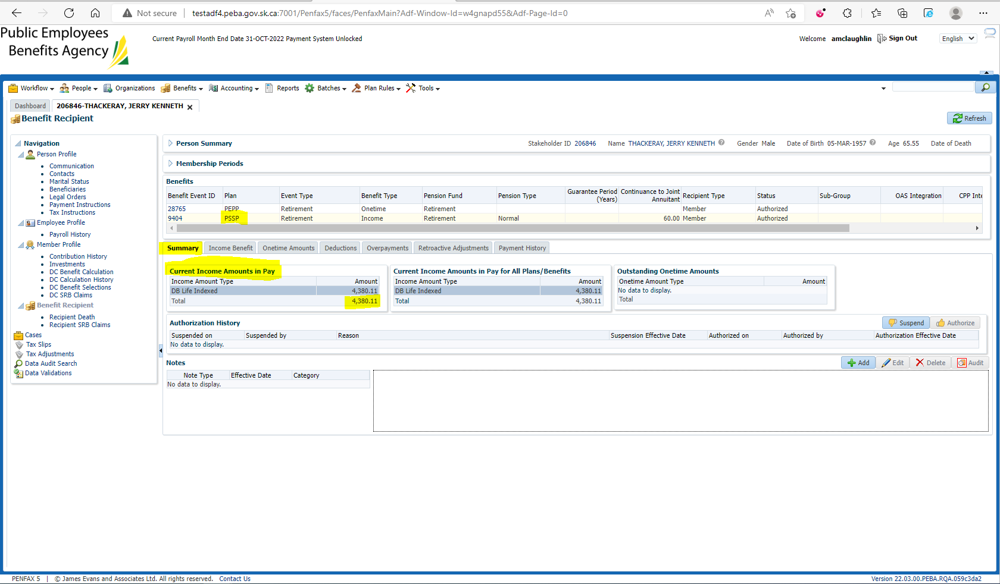 Not secure testadf4.peba.gov.sk.ca:7001/Penfax5/faces/PenfaxMain?Adf-Window-Id=w4gnapd55&Adf-Page-Id=0
Public Employees
Benefits Agency
Current Payroll Month End Date 31-OCT-2022 Payment System Unlocked
Welcome amclaughlin Sign Out English
Workflow People Organizations Benefits Accounting Reports Batches Plan Rules Tools
Dashboard 206846-THACKERAY, JERRY KENNETH
Benefit Recipient Refresh
Navigation
Person Profile
Communication
Contacts
Marital Status
Beneficiaries
Legal Orders
Payment Instructions
Tax Instructions
Employee Profile
Payroll History
Member Profile
Contribution History
Investments
DC Benefit Calculation
DC Calculation History
DC Benefit Selections
DC SRB Claims
Benefit Recipient
Recipient Death
Recipient SRB Claims
Cases
Tax Slips
Tax Adjustments
Data Audit Search
Data Validations
Person Summary Stakeholder ID 206846 Name THACKERAY, JERRY KENNETH Gender Male Date of Birth 05-MAR-1957 Age 65.55 Date of Death
Membership Periods
Benefits
Benefit Event ID Plan Event Type Benefit Type Pension Fund Pension Type Guarantee Period (Years) Continuance to Joint Annuitant Recipient Type Status Sub-Group OAS Integration CPP Inte
28765 PEPP Retirement Onetime Retirement Member Authorized
9404 PSSP Retirement Income Retirement Normal 60.00 Member Authorized
Summary Income Benefit Onetime Amounts Deductions Overpayments Retroactive Adjustments Payment History
Current Income Amounts in Pay
Income Amount Type Amount
DB Life Indexed 4,380.11
Total 4,380.11
Current Income Amounts in Pay for All Plans/Benefits
Income Amount Type Amount
DB Life Indexed 4,380.11
Total 4,380.11
Outstanding Onetime Amounts
Onetime Amount Type Amount
No data to display.
Total
Authorization History Suspend Authorize
Suspended on Suspended by Reason Suspension Effective Date Authorized on Authorized by Authorization Effective Date
No data to display.
Notes Add Edit Delete Audit
Note Type Effective Date Category
No data to display.
PENFAX 5 | © James Evans and Associates Ltd. All rights reserved. Contact Us Version 22.03.00.PEBA.RQA.059c3da2